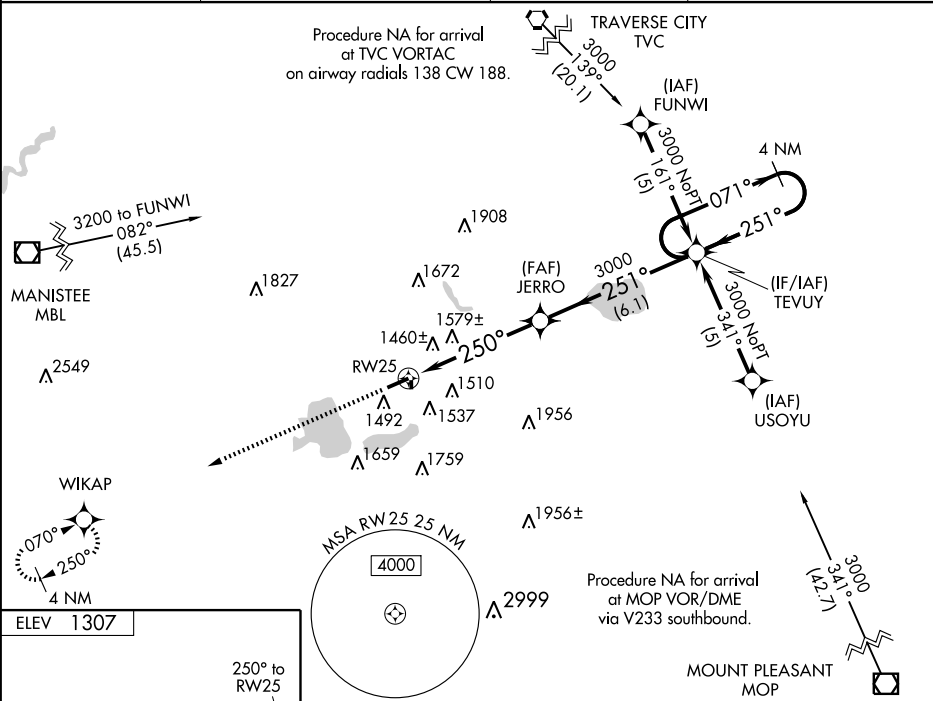 Procedure NA for arrival
at TVC VORTAC
on airway radials 138 CW 188.
TRAVERSE CITY
TVC
3000
139°
(20.1)
(IAF)
FUNWI
3000 NoPT
161°
(5)
4 NM
071°
251°
3200 to FUNWI
082°
(45.5)
MANISTEE
MBL
1908
1827
1672
(FAF)
JERRO
3000
251°
(6.1)
(IF/IAF)
TEVUY
3000 NoPT
341°
(5)
(IAF)
USOYU
1579±
1460±
250°
RW25
2549
1510
1492
1537
1956
1659
1759
WIKAP
070°
250°
4 NM
MSA RW25 25 NM
4000
1956±
2999
Procedure NA for arrival
at MOP VOR/DME
via V233 southbound.
3000
341°
(42.7)
MOUNT PLEASANT
MOP
ELEV 1307
250° to
RW25